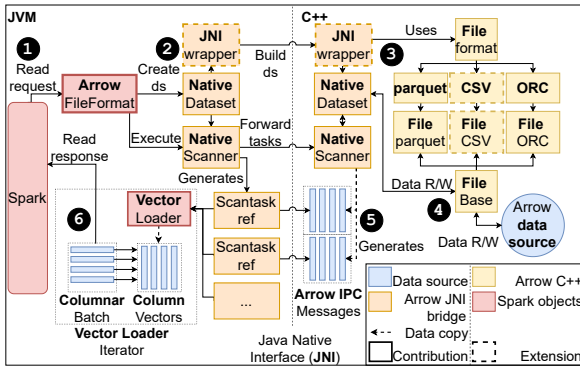 JVM
C++
1
Read
request
Arrow
FileFormat
Create
ds
Execute
2
JNI
wrapper
Build
ds
JNI
wrapper
3
Uses
File
format
Native
Dataset
Native
Dataset
parquet
CSV
ORC
Native
Scanner
Forward
tasks
Native
Scanner
File
parquet
File
CSV
File
ORC
Read
response
Spark
Generates
Data R/W
4
File
Base
Arrow
data
source
Data R/W
6
Vector
Loader
Scantask
ref
Scantask
ref
...
5
Generates
Columnar
Batch
Column
Vectors
Vector Loader
Iterator
Arrow IPC
Messages
Java Native
Interface (JNI)
Data source
Arrow C++
Arrow JNI
bridge
Spark objects
Data copy
Contribution
Extension